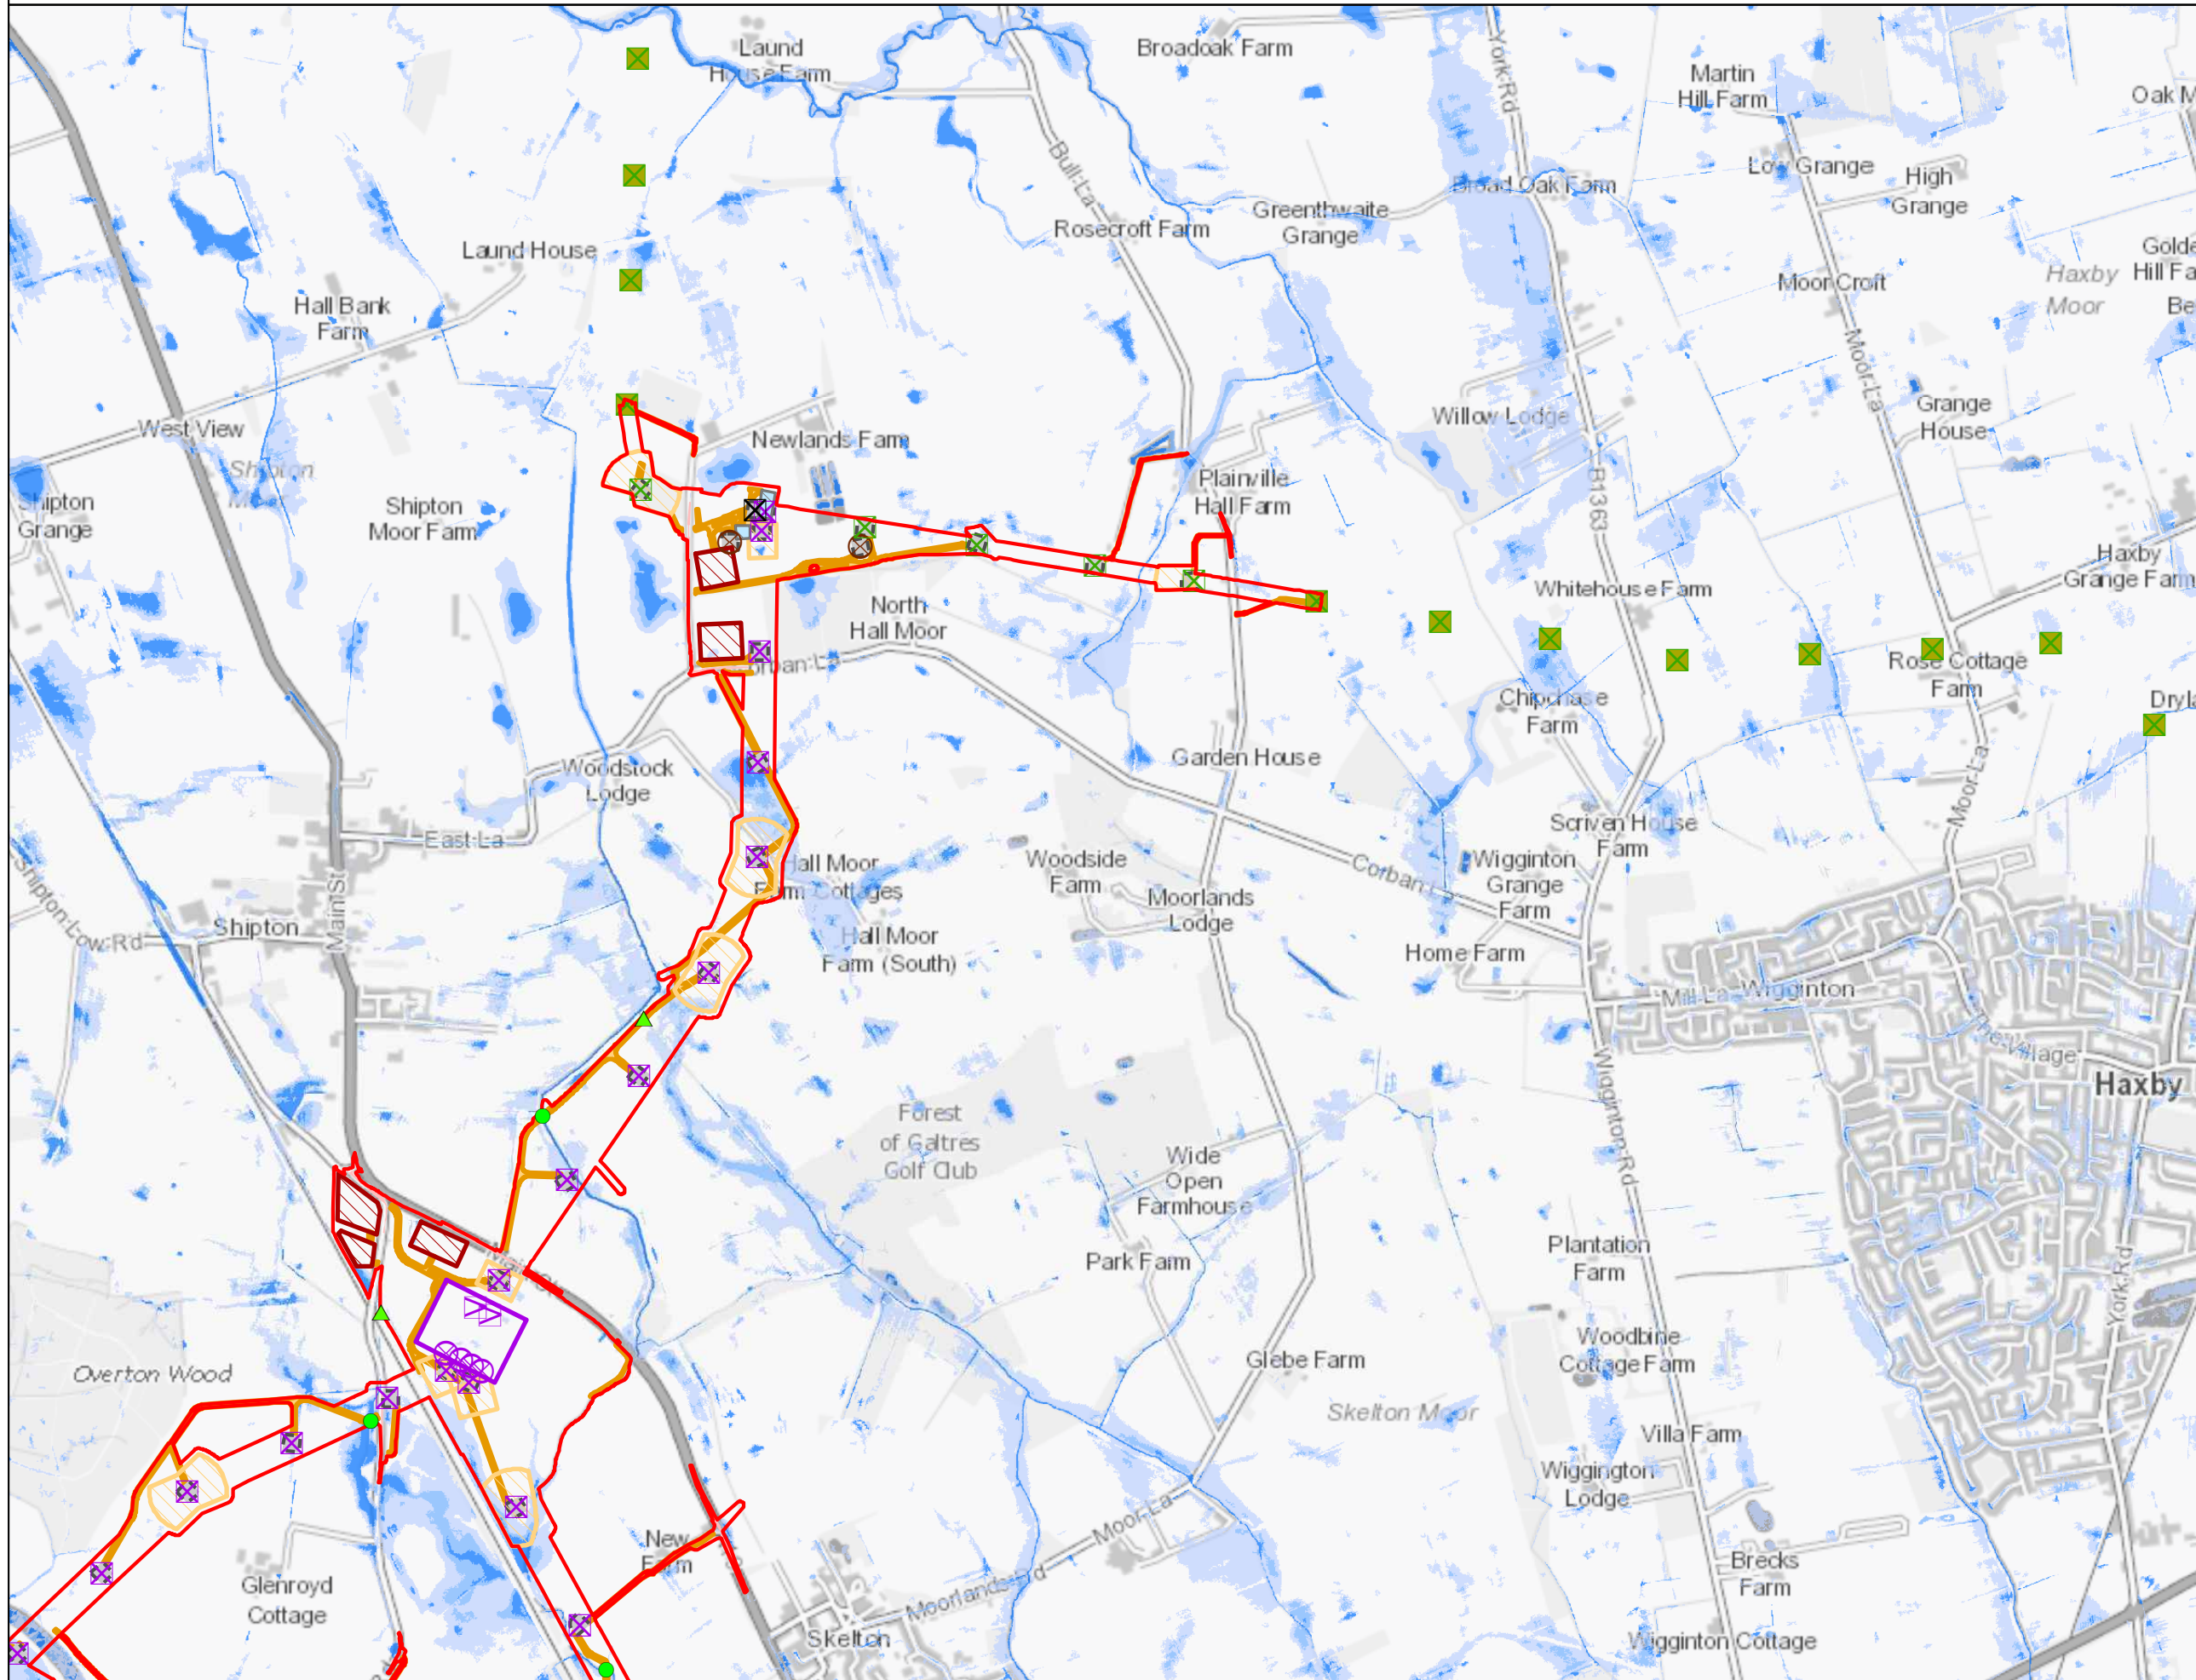 Laund
House Farm
Broadoak Farm
York Rd
Martin
Hill Farm
Oak M
Bull La
Low Grange
High
Grange
Broad Oak Farm
Greenthwaite
Grange
Rosecroft Farm
Laund House
Golde
Hill Fa
Haxby
Moor
Be
Moor Croft
Hall Bank
Farm
Moor La
Grange
House
Willow Lodge
West View
Newlands Farm
Shipton
Shipton
Grange
Shipton
Moor Farm
Plainville
Hall Farm
B1363
Haxby
Grange Farm
Whitehouse Farm
North
Hall Moor
Corban La
Rose Cottage
Farm
Chipchase
Farm
Dryla
Garden House
Woodstock
Lodge
Moor La
East La
Scriven House
Farm
Hall Moor
Farm Cottages
Woodside
Farm
Corban L
Wigginton
Grange
Farm
Moorlands
Lodge
Shipton Low Rd
Main St
Shipton
Hall Moor
Farm (South)
Home Farm
Mill La
Wigginton
The Village
Haxby
Wigginton Rd
Forest
of Galtres
Golf Club
Wide
Open
Farmhouse
Main S
Park Farm
Plantation
Farm
York Rd
Woodbine
Cottage Farm
Overton Wood
Glebe Farm
Skelton Moor
Villa Farm
Wiggington
Lodge
Moor La
New
Farm
Brecks
Farm
Glenroyd
Cottage
Moorlands Rd
Skelton
Wigginton Cottage